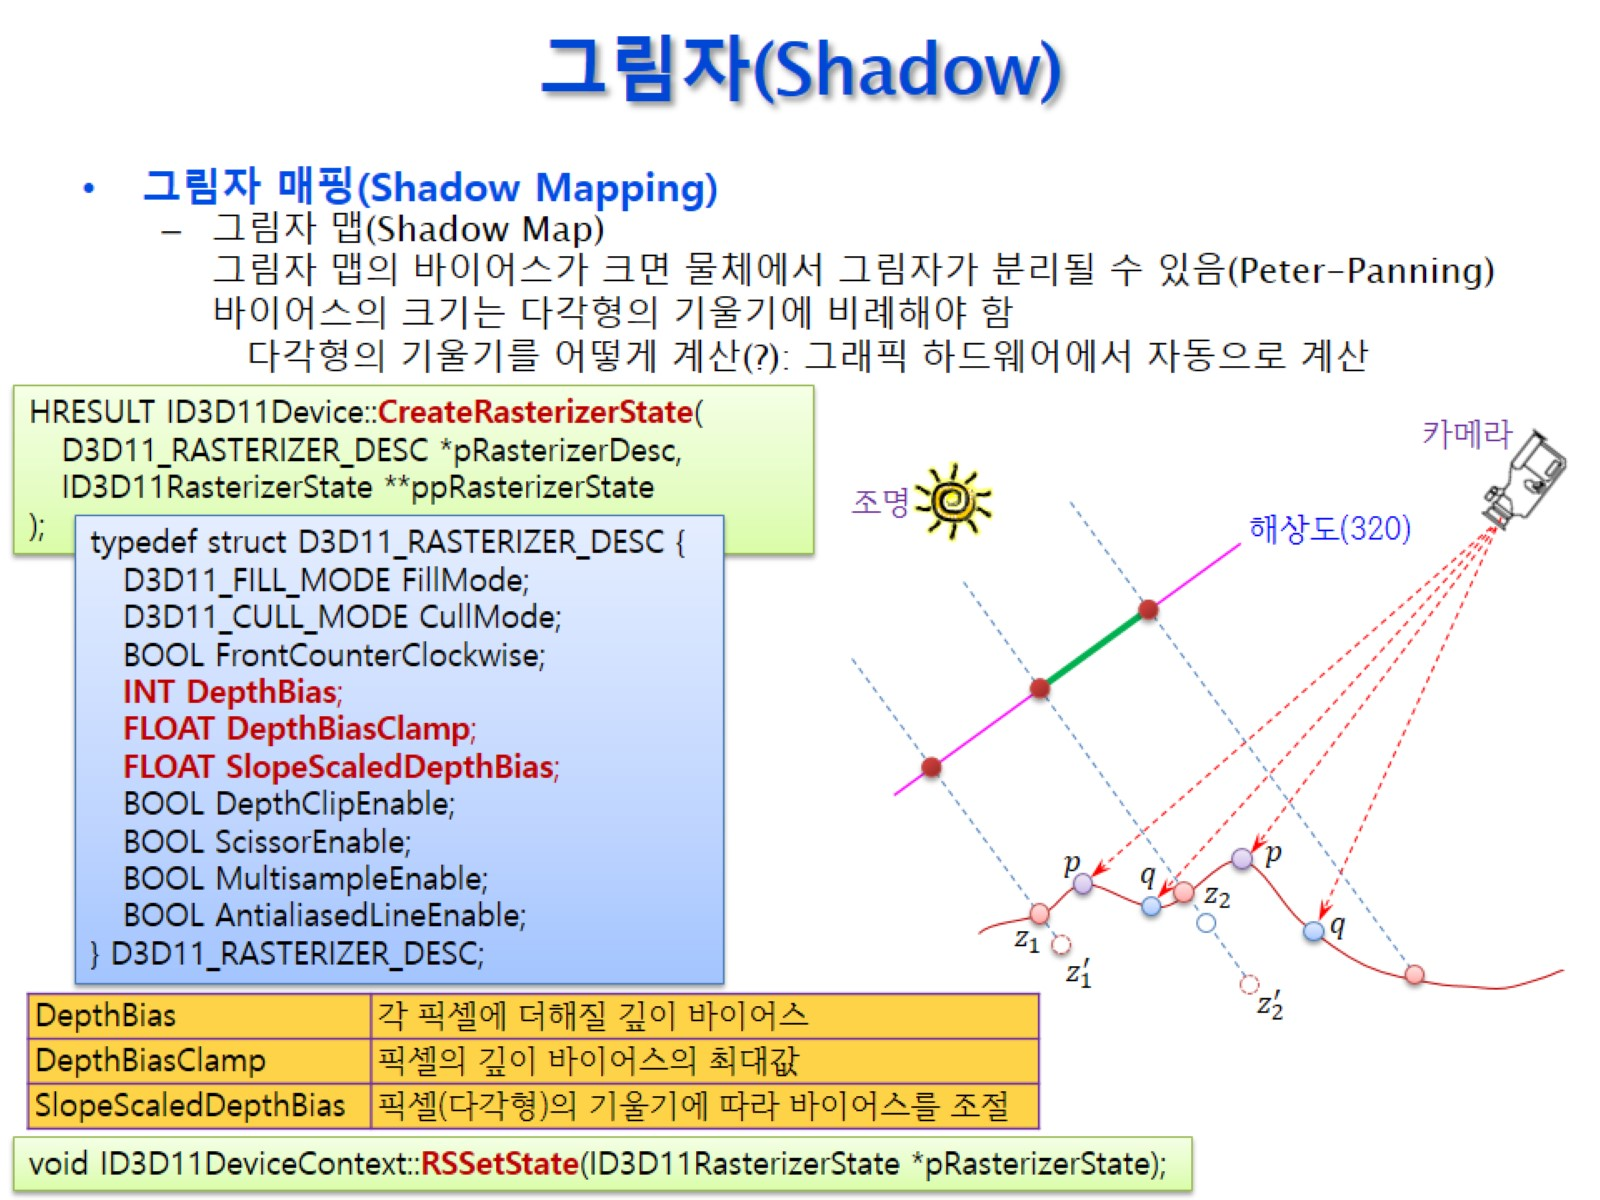 그림자(Shadow)
• 그림자 매핑(Shadow Mapping)
– 그림자 맵(Shadow Map)
그림자 맵의 바이어스가 크면 물체에서 그림자가 분리될 수 있음(Peter-Panning)
바이어스의 크기는 다각형의 기울기에 비례해야 함
다각형의 기울기를 어떻게 계산(?): 그래픽 하드웨어에서 자동으로 계산
HRESULT ID3D11Device::CreateRasterizerState(
D3D11_RASTERIZER_DESC *pRasterizerDesc,
ID3D11RasterizerState **ppRasterizerState
);
typedef struct D3D11_RASTERIZER_DESC {
D3D11_FILL_MODE FillMode;
D3D11_CULL_MODE CullMode;
BOOL FrontCounterClockwise;
INT DepthBias;
FLOAT DepthBiasClamp;
FLOAT SlopeScaledDepthBias;
BOOL DepthClipEnable;
BOOL ScissorEnable;
BOOL MultisampleEnable;
BOOL AntialiasedLineEnable;
} D3D11_RASTERIZER_DESC;
카메라
조명
해상도(320)
p
p
q
z₂
q
z₁
z₁′
z₂′
DepthBias 각 픽셀에 더해질 깊이 바이어스
DepthBiasClamp 픽셀의 깊이 바이어스의 최대값
SlopeScaledDepthBias 픽셀(다각형)의 기울기에 따라 바이어스를 조절
void ID3D11DeviceContext::RSSetState(ID3D11RasterizerState *pRasterizerState);